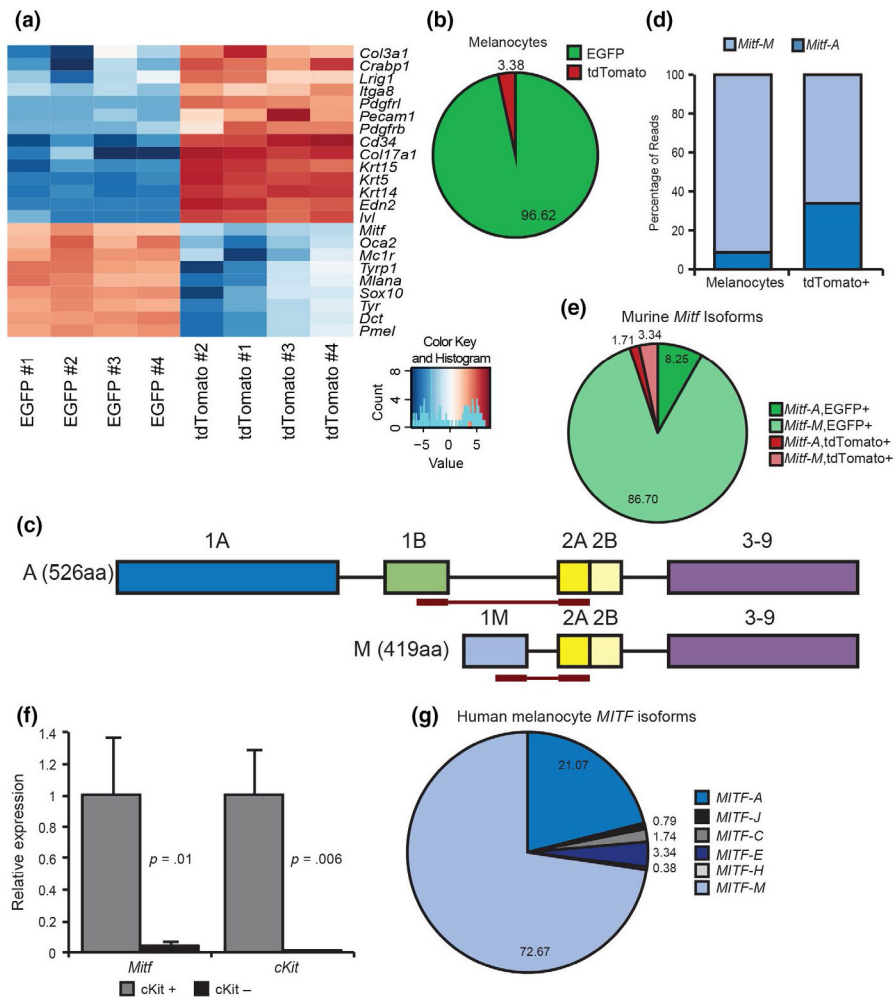 (a)
Col3a1
Crabp1
Lrig1
Itga8
Pdgfrl
Pecam1
Pdgfrb
Cd34
Col17a1
Krt15
Krt5
Krt14
Edn2
Ivl
Mitf
Oca2
Mc1r
Tyrp1
Mlana
Sox10
Tyr
Dct
Pmel
EGFP #1
EGFP #2
EGFP #3
EGFP #4
tdTomato #2
tdTomato #1
tdTomato #3
tdTomato #4
Color Key
and Histogram
Count
0 4 8
−5 0 5
Value
(b)
Melanocytes
EGFP
tdTomato
3.38
96.62
(d)
Mitf-M Mitf-A
Percentage of Reads
100
80
60
40
20
0
Melanocytes tdTomato+
(e)
Murine Mitf Isoforms
1.71
3.34
8.25
86.70
Mitf-A,EGFP+
Mitf-M,EGFP+
Mitf-A,tdTomato+
Mitf-M,tdTomato+
(c)
1A 1B 2A 2B 3-9
A (526aa)
1M 2A 2B 3-9
M (419aa)
(f)
Relative expression
1.4
1.2
1
0.8
0.6
0.4
0.2
0
p = .01
p = .006
Mitf cKit
cKit + cKit –
(g)
Human melanocyte MITF isoforms
21.07
0.79
1.74
3.34
0.38
72.67
MITF-A
MITF-J
MITF-C
MITF-E
MITF-H
MITF-M